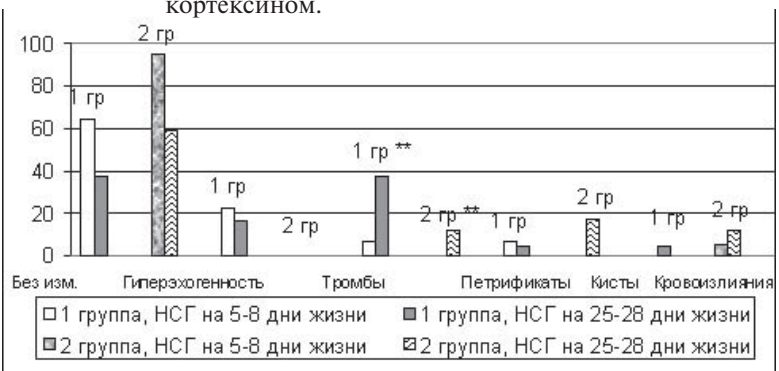 кортексином.
2 гр
100
80
1 гр
60
1 гр **
40
1 гр
2 гр
20
2 гр
2 гр **
1 гр
1 гр
2 гр
0
Без изм.
Гиперэхогенность
Тромбы
Петрификаты
Кисты
Кровоизлияния
1 группа, НСГ на 5-8 дни жизни
1 группа, НСГ на 25-28 дни жизни
2 группа, НСГ на 5-8 дни жизни
2 группа, НСГ на 25-28 дни жизни